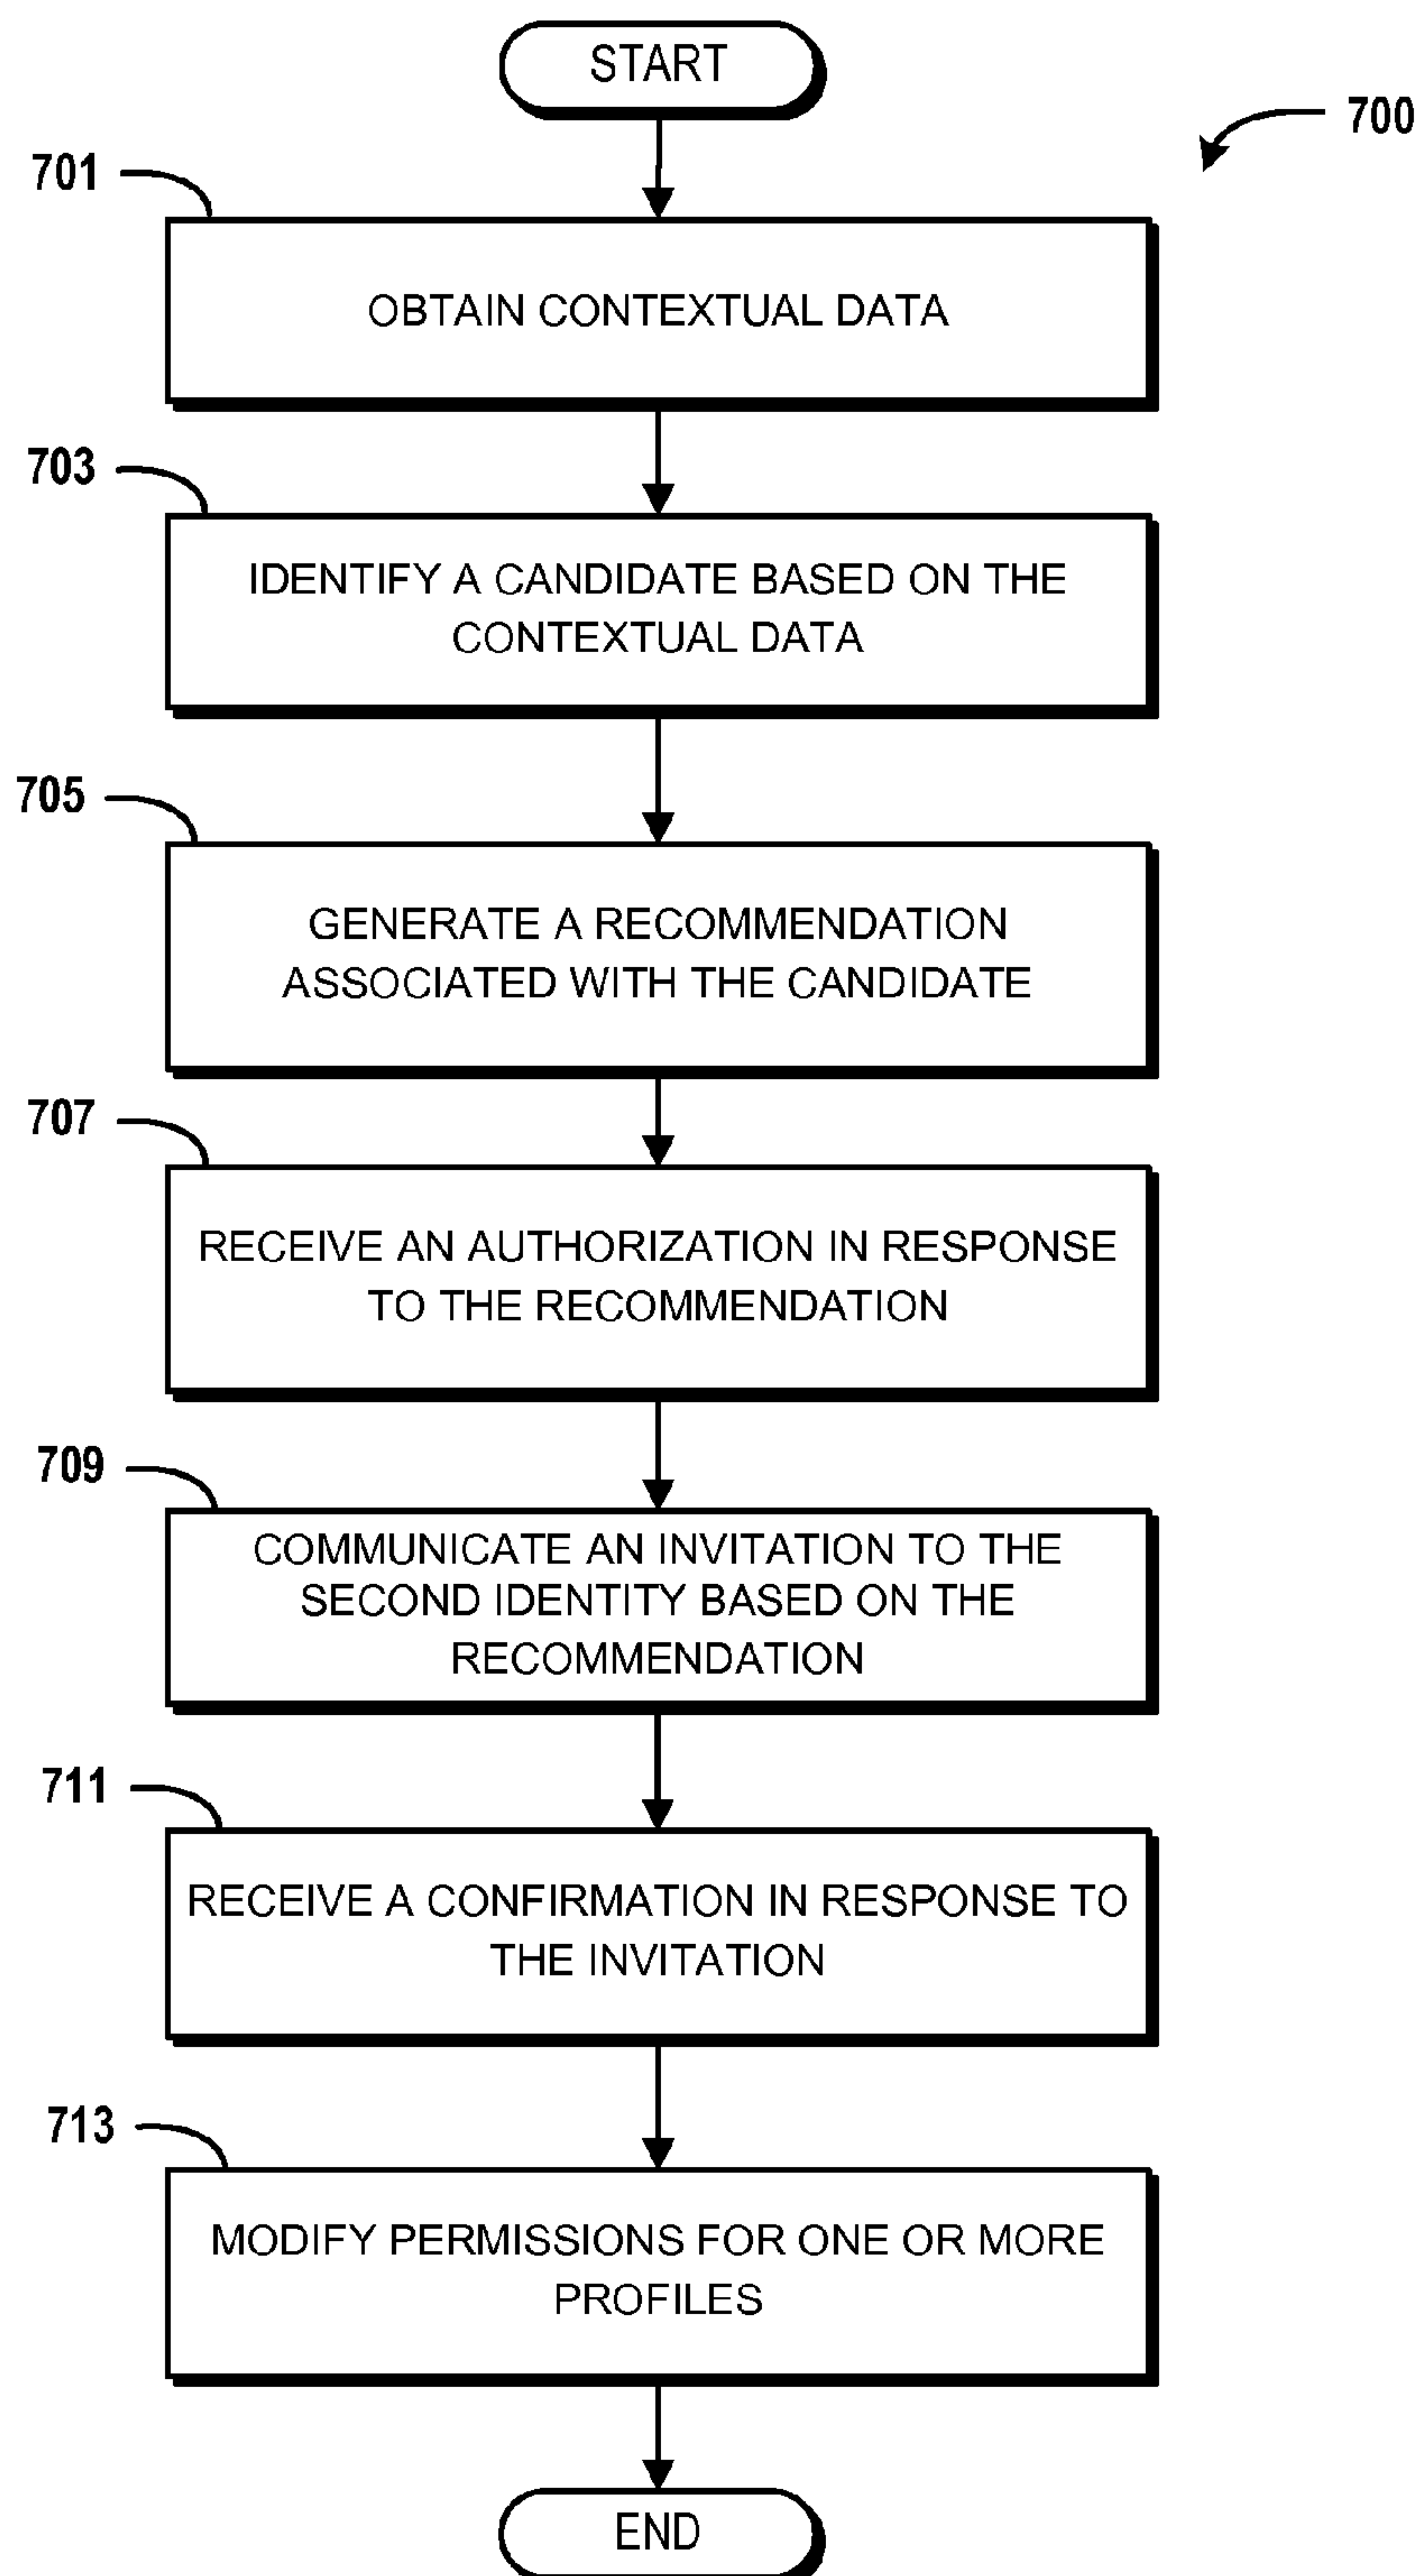 START
700
701
OBTAIN CONTEXTUAL DATA
703
IDENTIFY A CANDIDATE BASED ON THE
CONTEXTUAL DATA
705
GENERATE A RECOMMENDATION
ASSOCIATED WITH THE CANDIDATE
707
RECEIVE AN AUTHORIZATION IN RESPONSE
TO THE RECOMMENDATION
709
COMMUNICATE AN INVITATION TO THE
SECOND IDENTITY BASED ON THE
RECOMMENDATION
711
RECEIVE A CONFIRMATION IN RESPONSE TO
THE INVITATION
713
MODIFY PERMISSIONS FOR ONE OR MORE
PROFILES
END